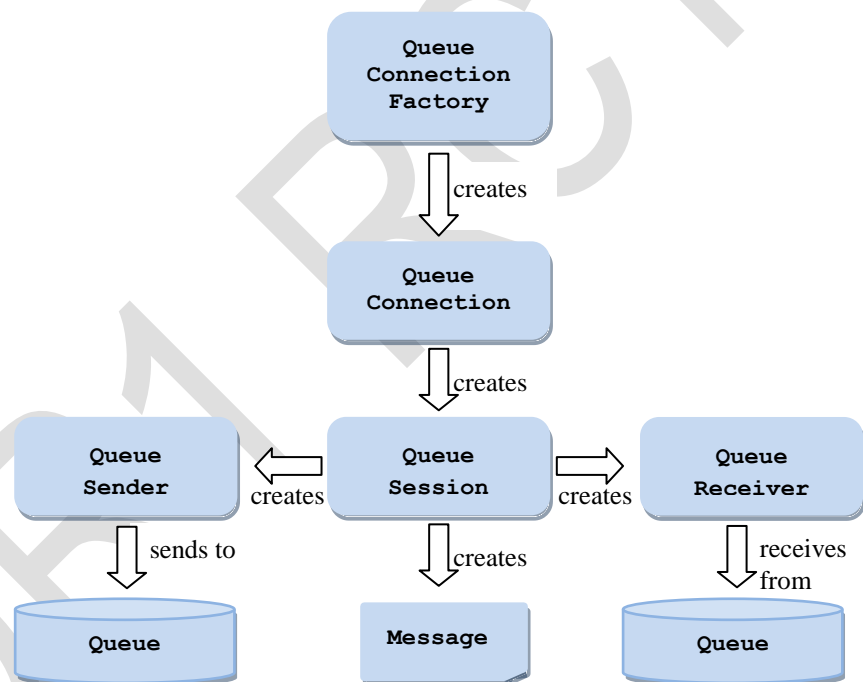 Queue
Connection
Factory
creates
Queue
Connection
creates
Queue
Sender
creates
Queue
Session
creates
Queue
Receiver
sends to
creates
receives
from
Queue
Message
Queue